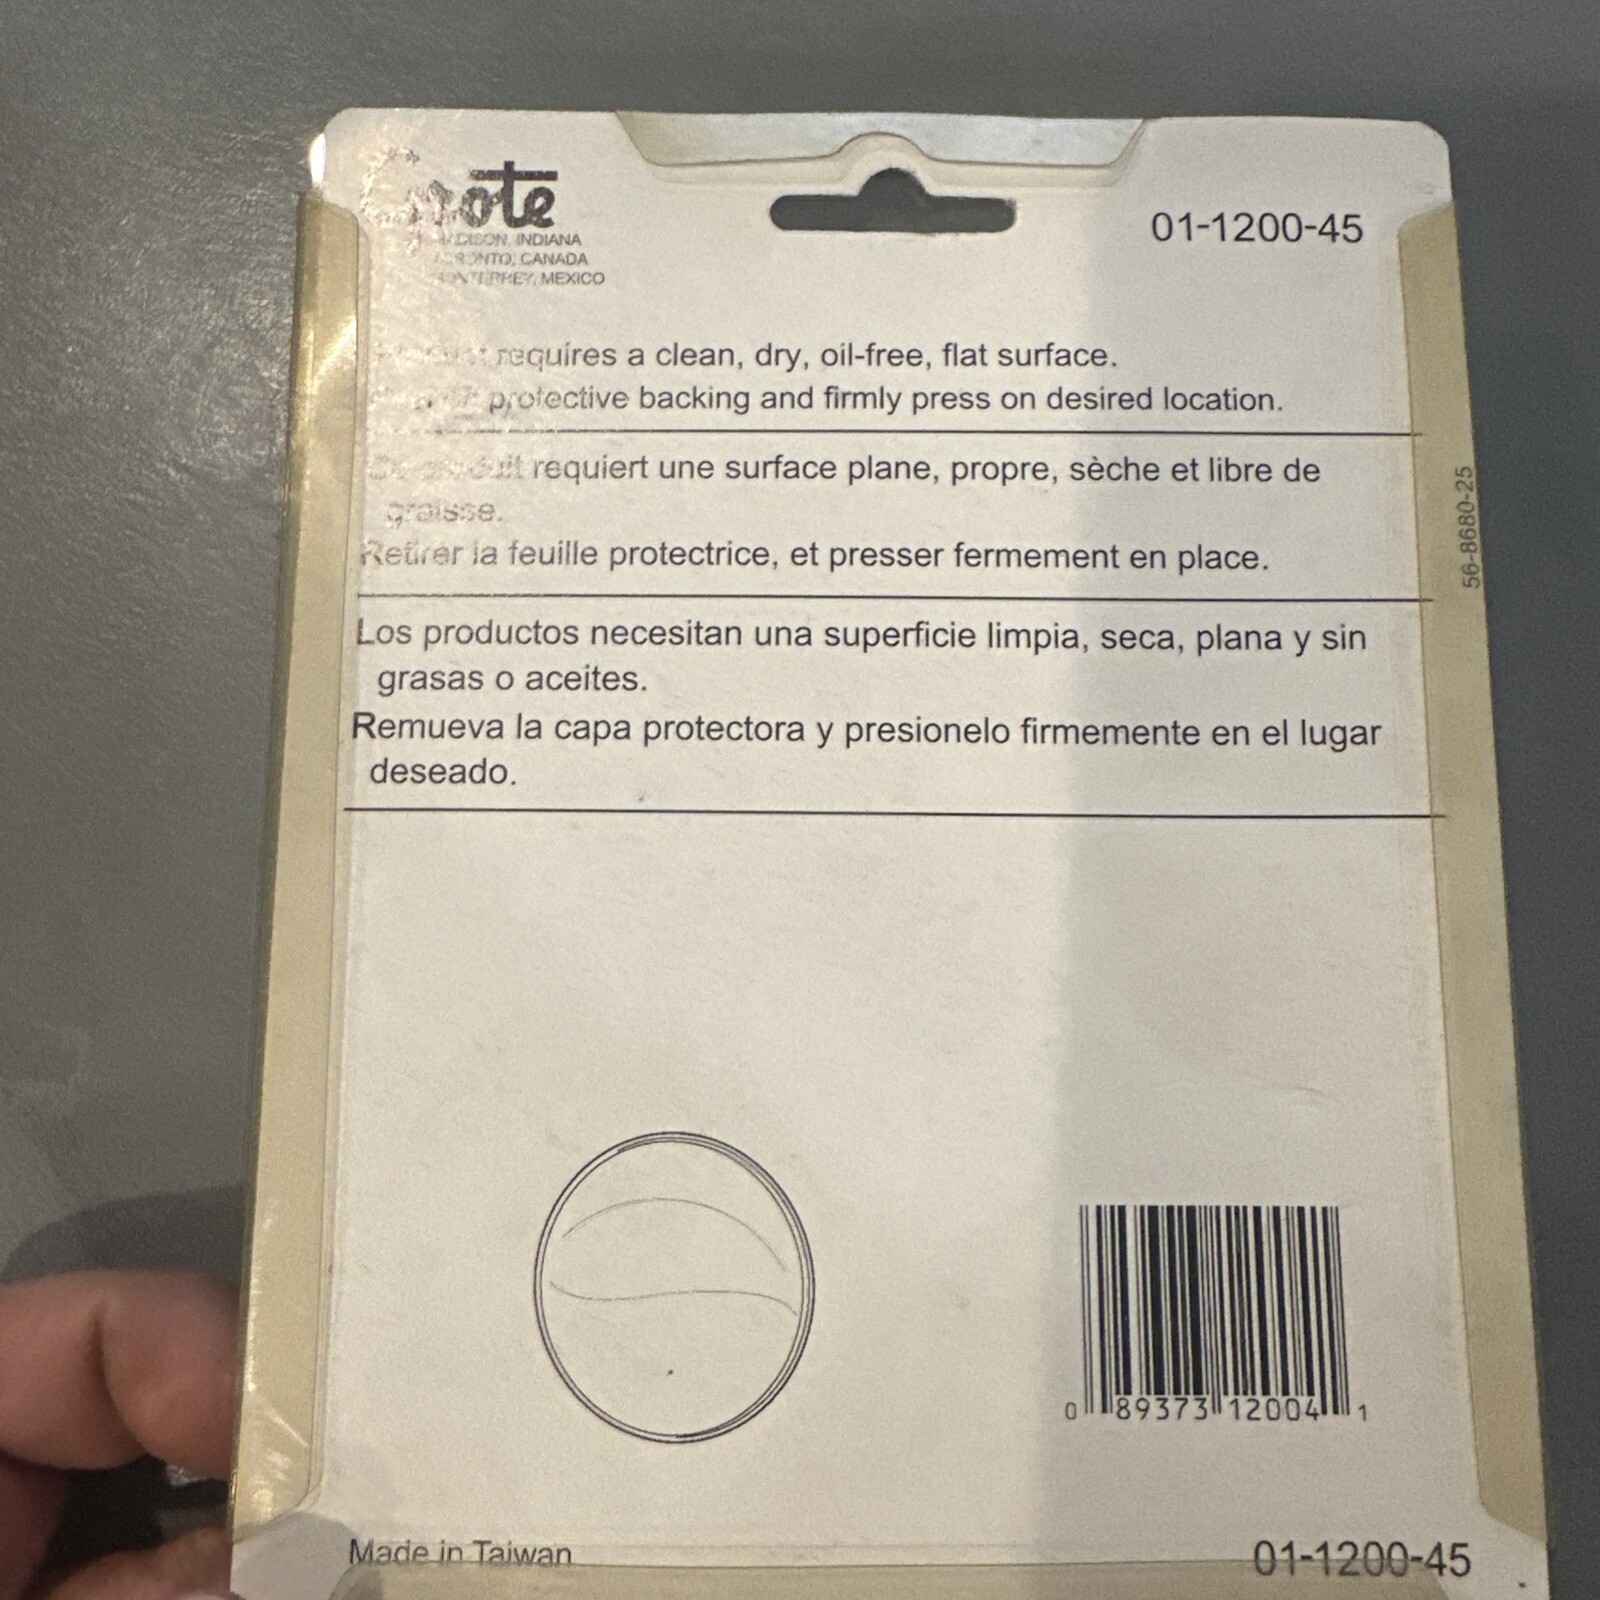 Grote
MADISON, INDIANA
TORONTO, CANADA
MONTERREY, MEXICO
01-1200-45
Product requires a clean, dry, oil-free, flat surface.
protective backing and firmly press on desired location.
Ce produit requiert une surface plane, propre, sèche et libre de
graisse.
Retirer la feuille protectrice, et presser fermement en place.
56-8680-25
Los productos necesitan una superficie limpia, seca, plana y sin
grasas o aceites.
Remueva la capa protectora y presionelo firmemente en el lugar
deseado.
0 89373 12004 1
Made in Taiwan
01-1200-45